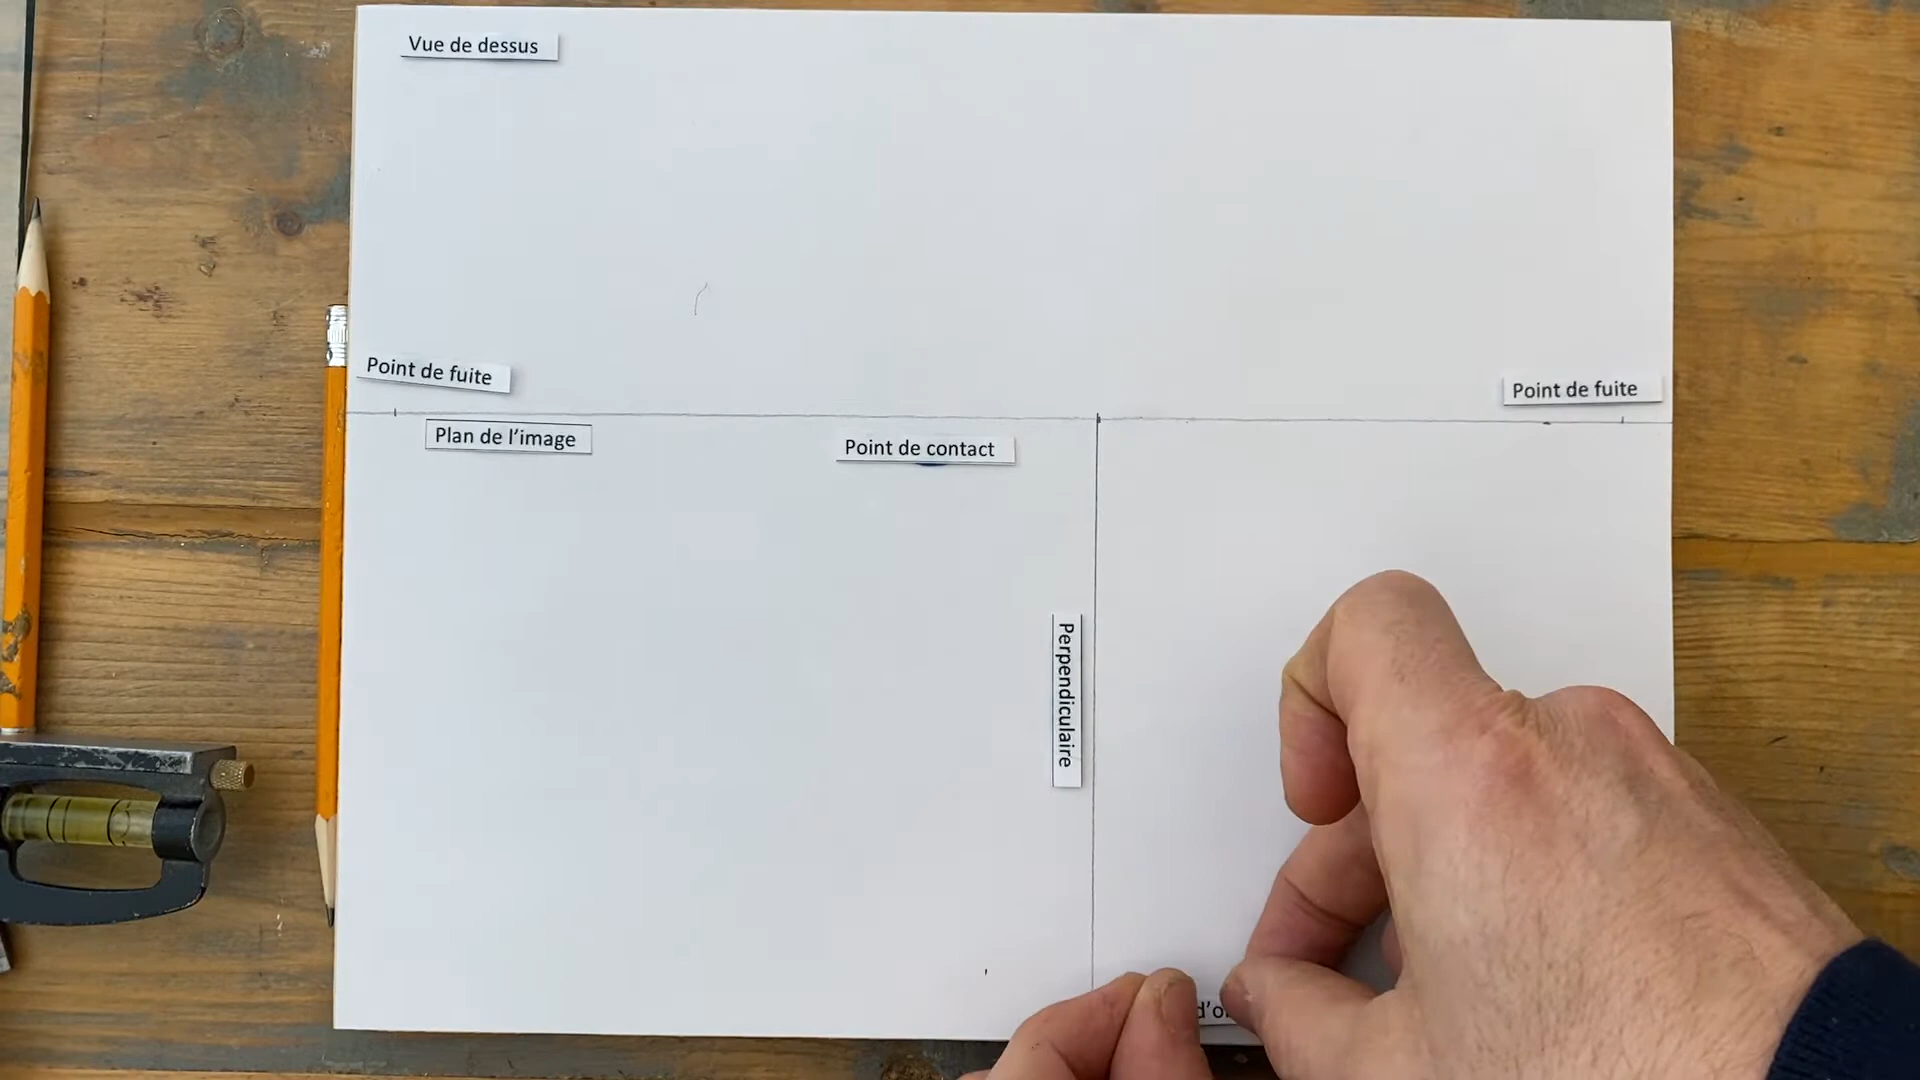 Vue de dessus
Point de fuite
Point de fuite
Plan de l’image
Point de contact
Perpendiculaire